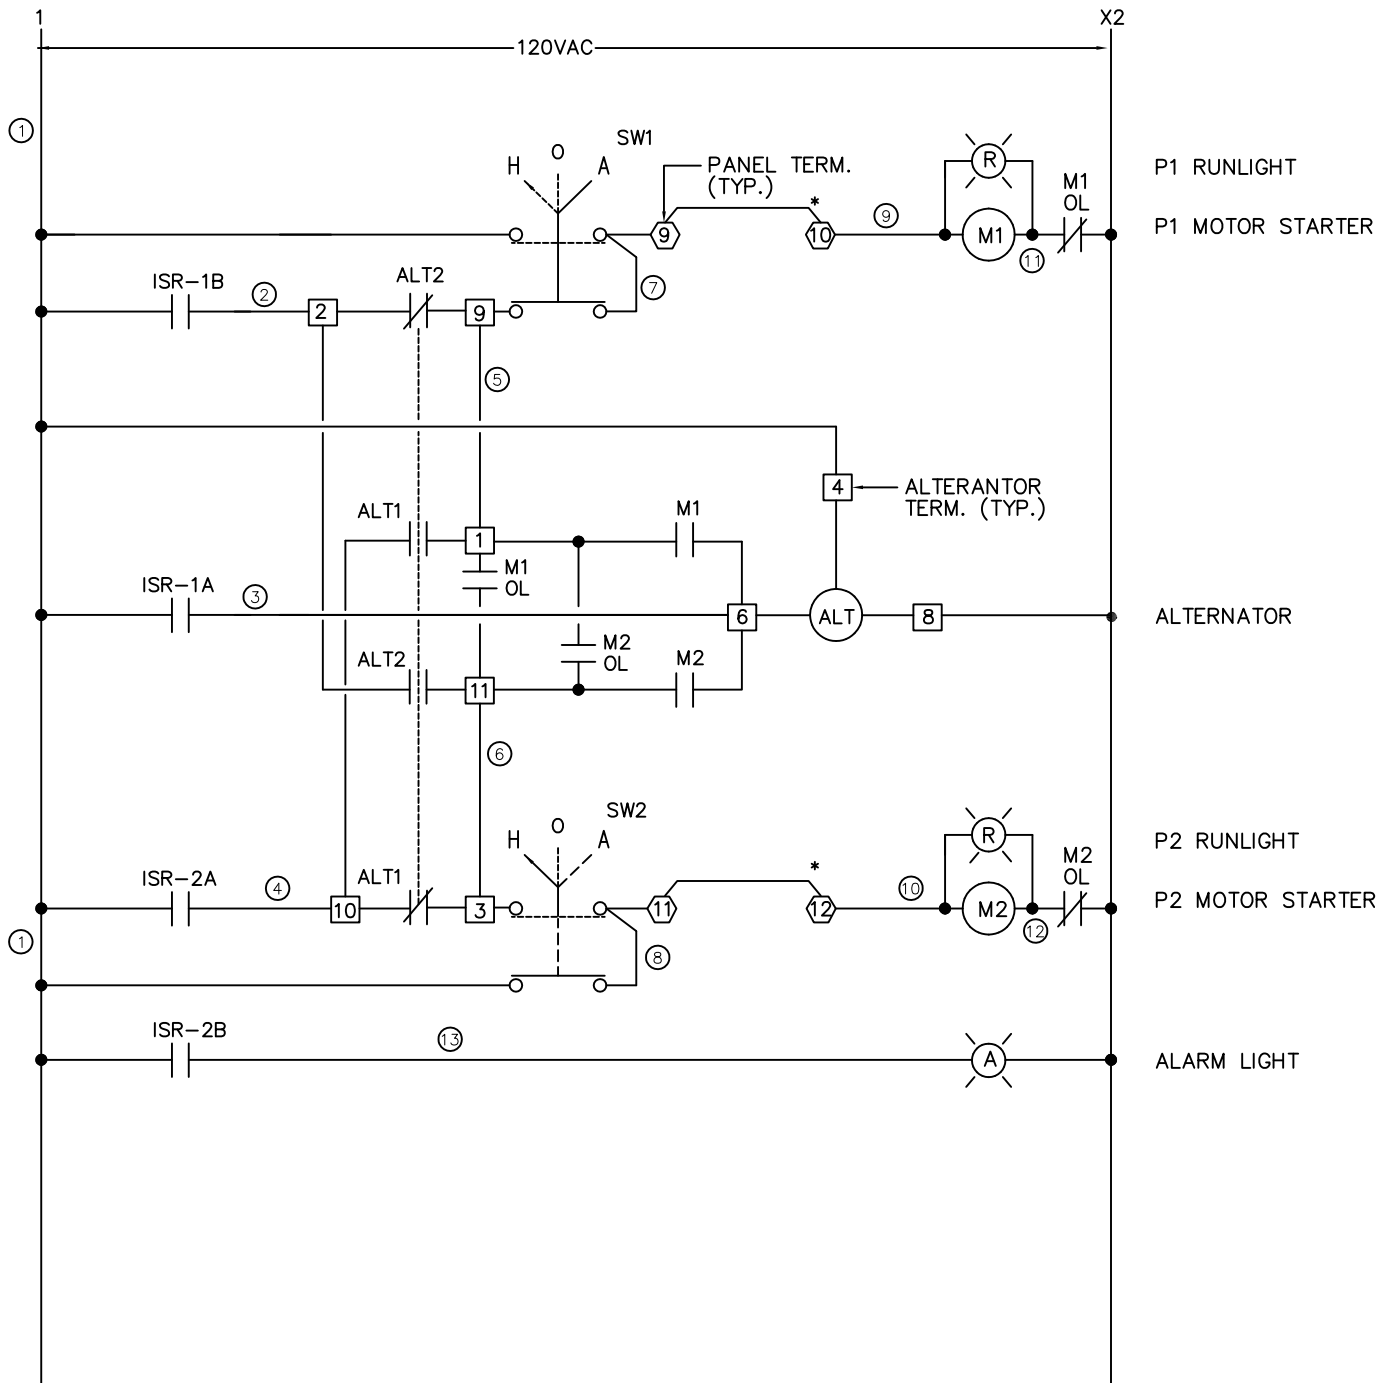 1
X2
120VAC
1
H
O
A
SW1
PANEL TERM.
(TYP.)
*
R
P1 RUNLIGHT
9
10
9
M1
M1
OL
11
P1 MOTOR STARTER
ISR-1B
2
2
ALT2
9
7
5
4
ALTERANTOR
TERM. (TYP.)
ALT1
1
M1
M1
OL
ISR-1A
3
6
ALT
8
ALTERNATOR
M2
OL
ALT2
11
M2
6
SW2
H
O
A
*
R
P2 RUNLIGHT
ISR-2A
4
10
ALT1
3
11
12
10
M2
M2
OL
12
P2 MOTOR STARTER
1
8
ISR-2B
13
A
ALARM LIGHT